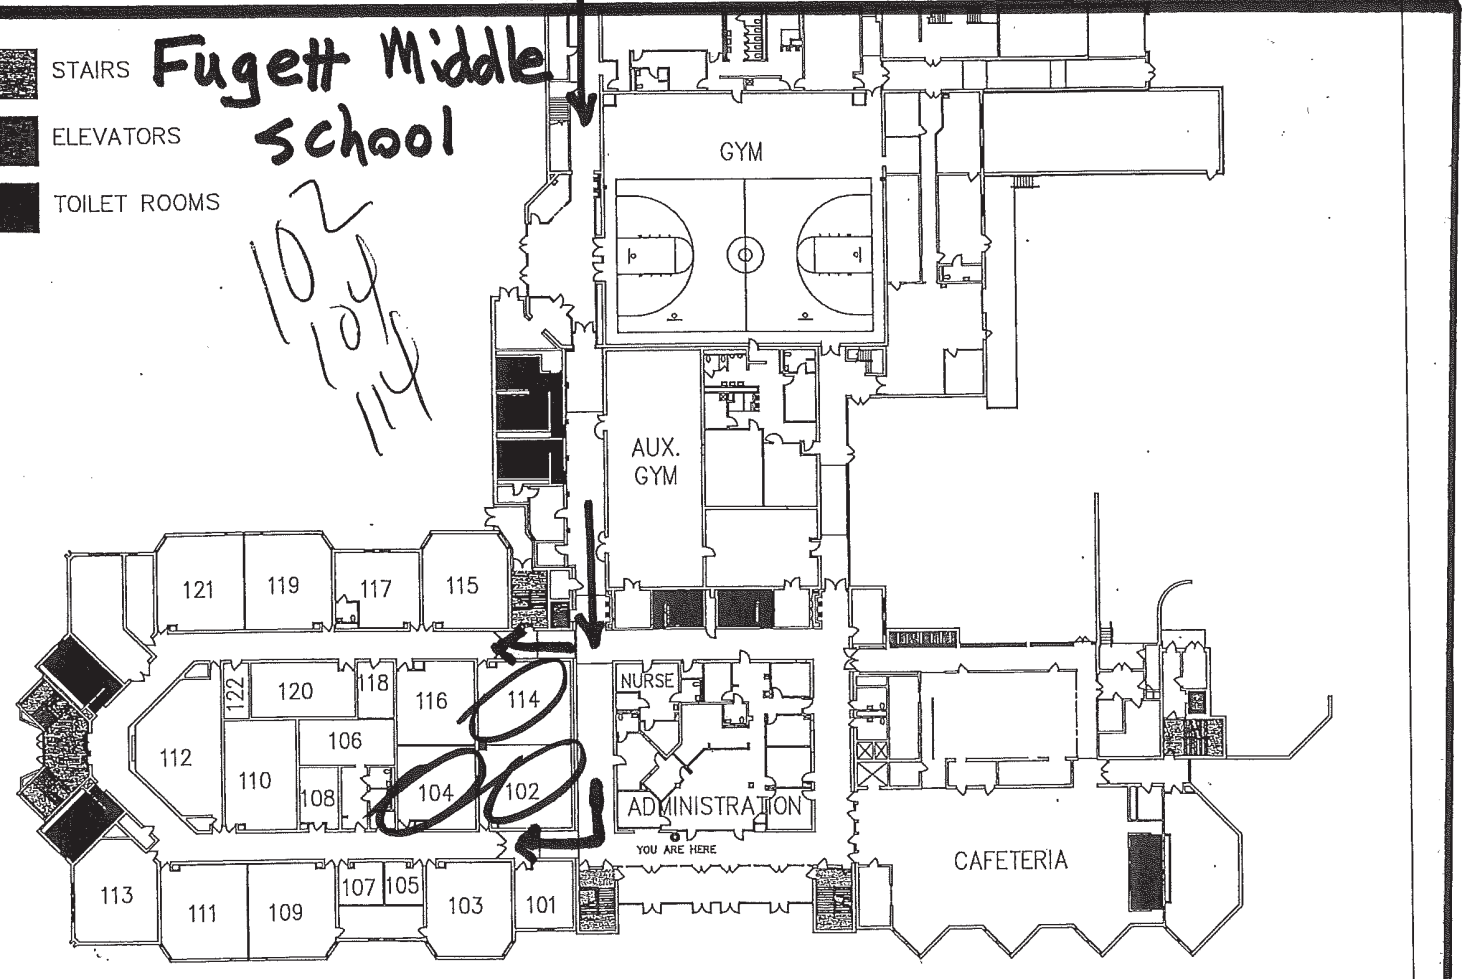 STAIRS
Fugett Middle
school
ELEVATORS
TOILET ROOMS
102
104
114
GYM
AUX.
GYM
121
119
117
115
122
120
118
116
114
NURSE
112
110
106
108
104
102
ADMINISTRATION
YOU ARE HERE
CAFETERIA
113
111
109
107
105
103
101